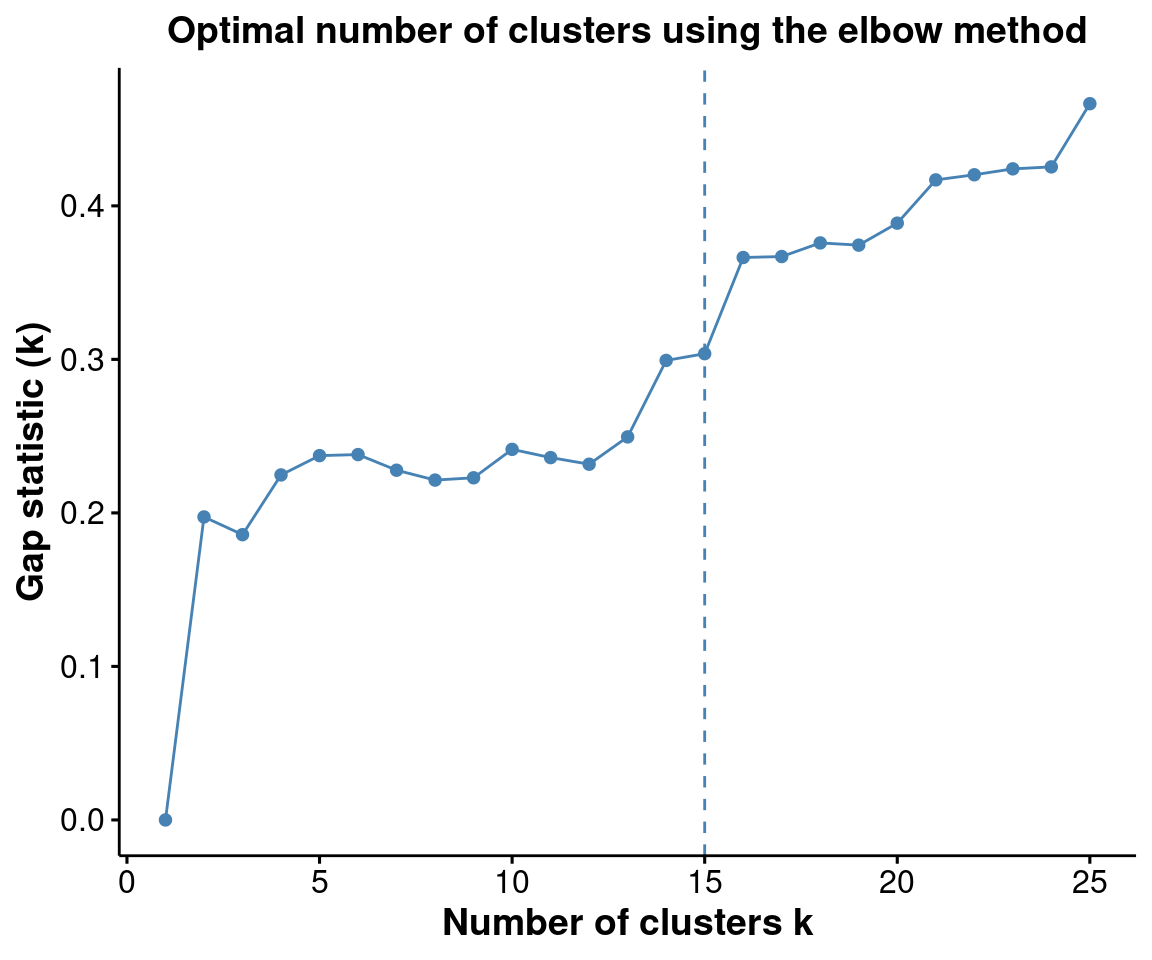 Optimal number of clusters using the elbow method
Gap statistic (k)
0.4
0.3
0.2
0.1
0.0
0 5 10 15 20 25
Number of clusters k